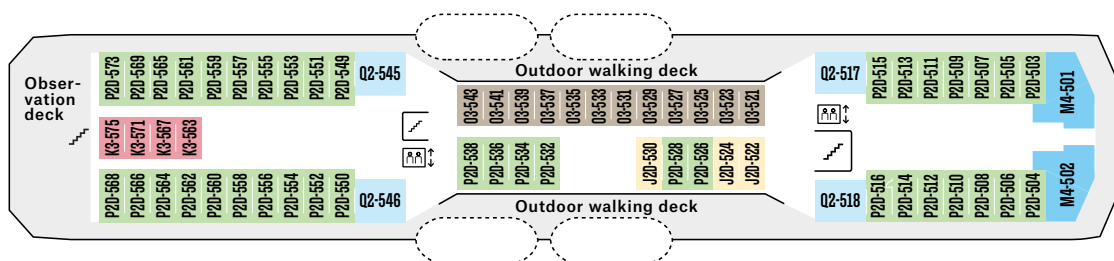 Obser-
vation
deck
P2D-573
P2D-569
P2D-565
P2D-561
P2D-559
P2D-557
P2D-555
P2D-553
P2D-551
P2D-549
Q2-545
K3-575
K3-571
K3-567
K3-563
P2D-568
P2D-566
P2D-564
P2D-562
P2D-560
P2D-558
P2D-556
P2D-554
P2D-552
P2D-550
Q2-546
Outdoor walking deck
O3-543
O3-541
O3-539
O3-537
O3-535
O3-533
O3-531
O3-529
O3-527
O3-525
O3-523
O3-521
P2D-538
P2D-536
P2D-534
P2D-532
J2D-530
P2D-528
P2D-526
J2D-524
J2D-522
Outdoor walking deck
Q2-517
P2D-515
P2D-513
P2D-511
P2D-509
P2D-507
P2D-505
P2D-503
M4-501
Q2-518
P2D-516
P2D-514
P2D-512
P2D-510
P2D-508
P2D-506
P2D-504
M4-502